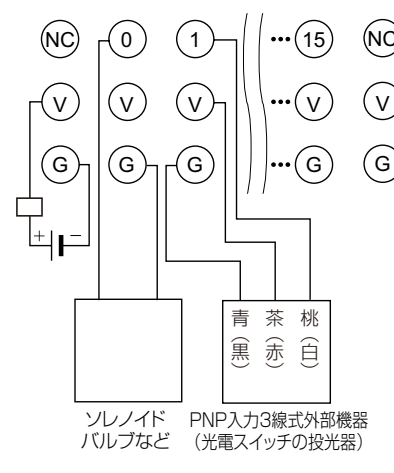 NC 0 1 ••• 15 NC
V V V ••• V V
G G G ••• G G
+ −
青(黒) 茶(赤) 桃(白)
ソレノイド
バルブなど
PNP入力3線式外部機器
(光電スイッチの投光器)